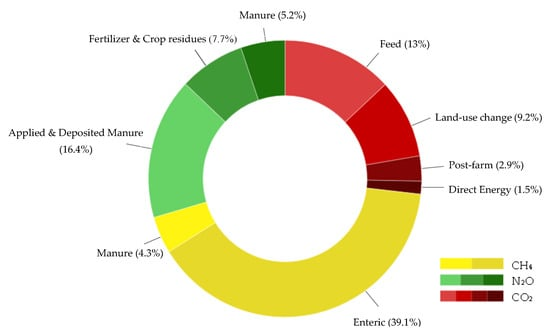 Manure (5.2%)
Fertilizer & Crop residues (7.7%)
Feed (13%)
Applied & Deposited Manure
(16.4%)
Land-use change (9.2%)
Post-farm (2.9%)
Direct Energy (1.5%)
Manure (4.3%)
Enteric (39.1%)
CH₄
N₂O
CO₂